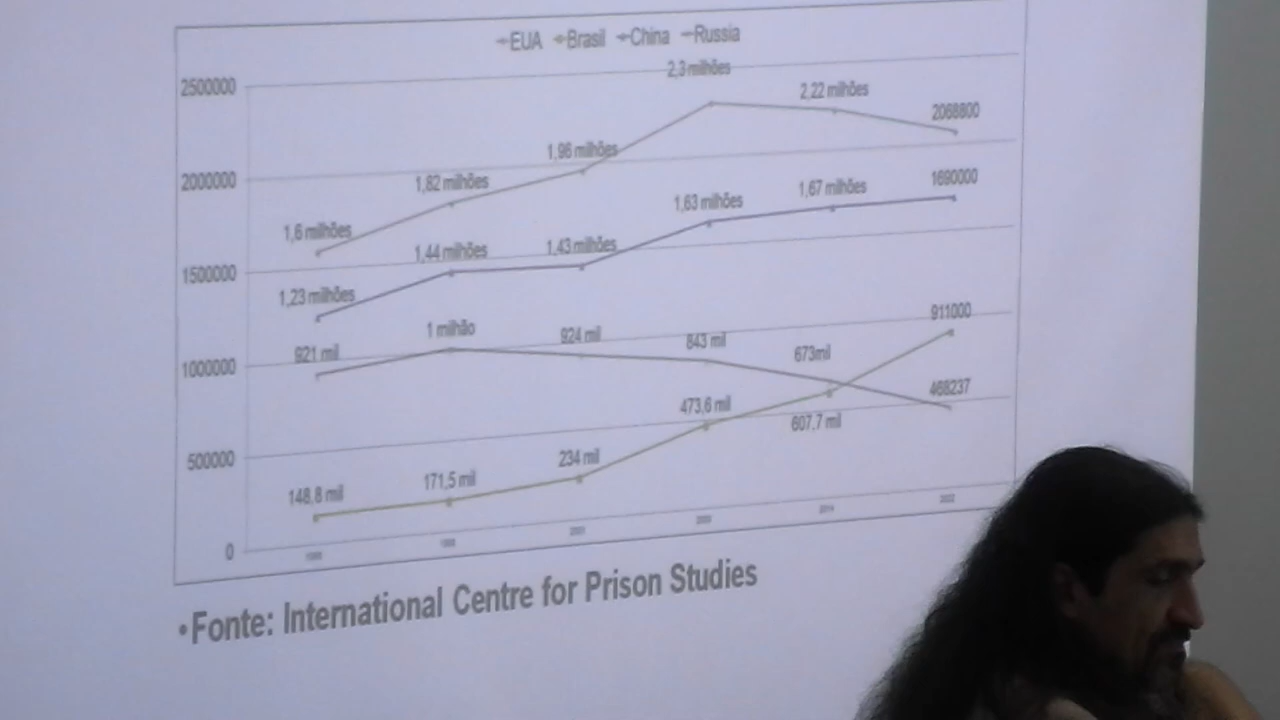 EUA Brasil China Russia
2500000
2,3 milhões
2,22 milhões
2068800
2000000
1,96 milhões
1,82 milhões
1690000
1,67 milhões
1,63 milhões
1,6 milhões
1500000
1,44 milhões
1,43 milhões
1,23 milhões
1000000
921 mil
1 milhão
924 mil
843 mil
673mil
911000
468237
500000
148,8 mil
171,5 mil
234 mil
473,6 mil
607,7 mil
0
•Fonte: International Centre for Prison Studies